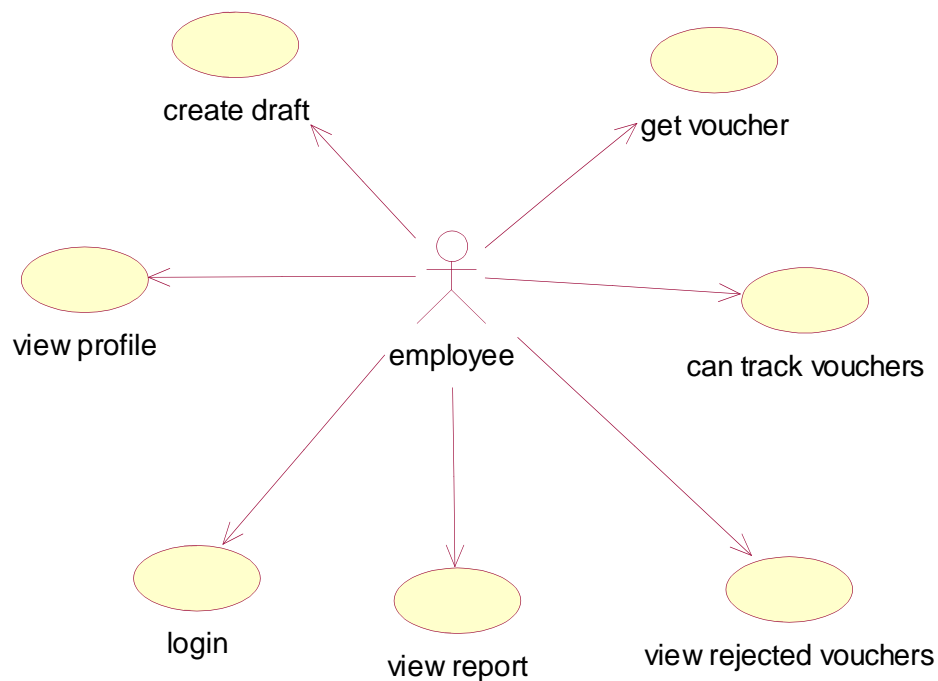 create draft
get voucher
view profile
employee
can track vouchers
login
view report
view rejected vouchers